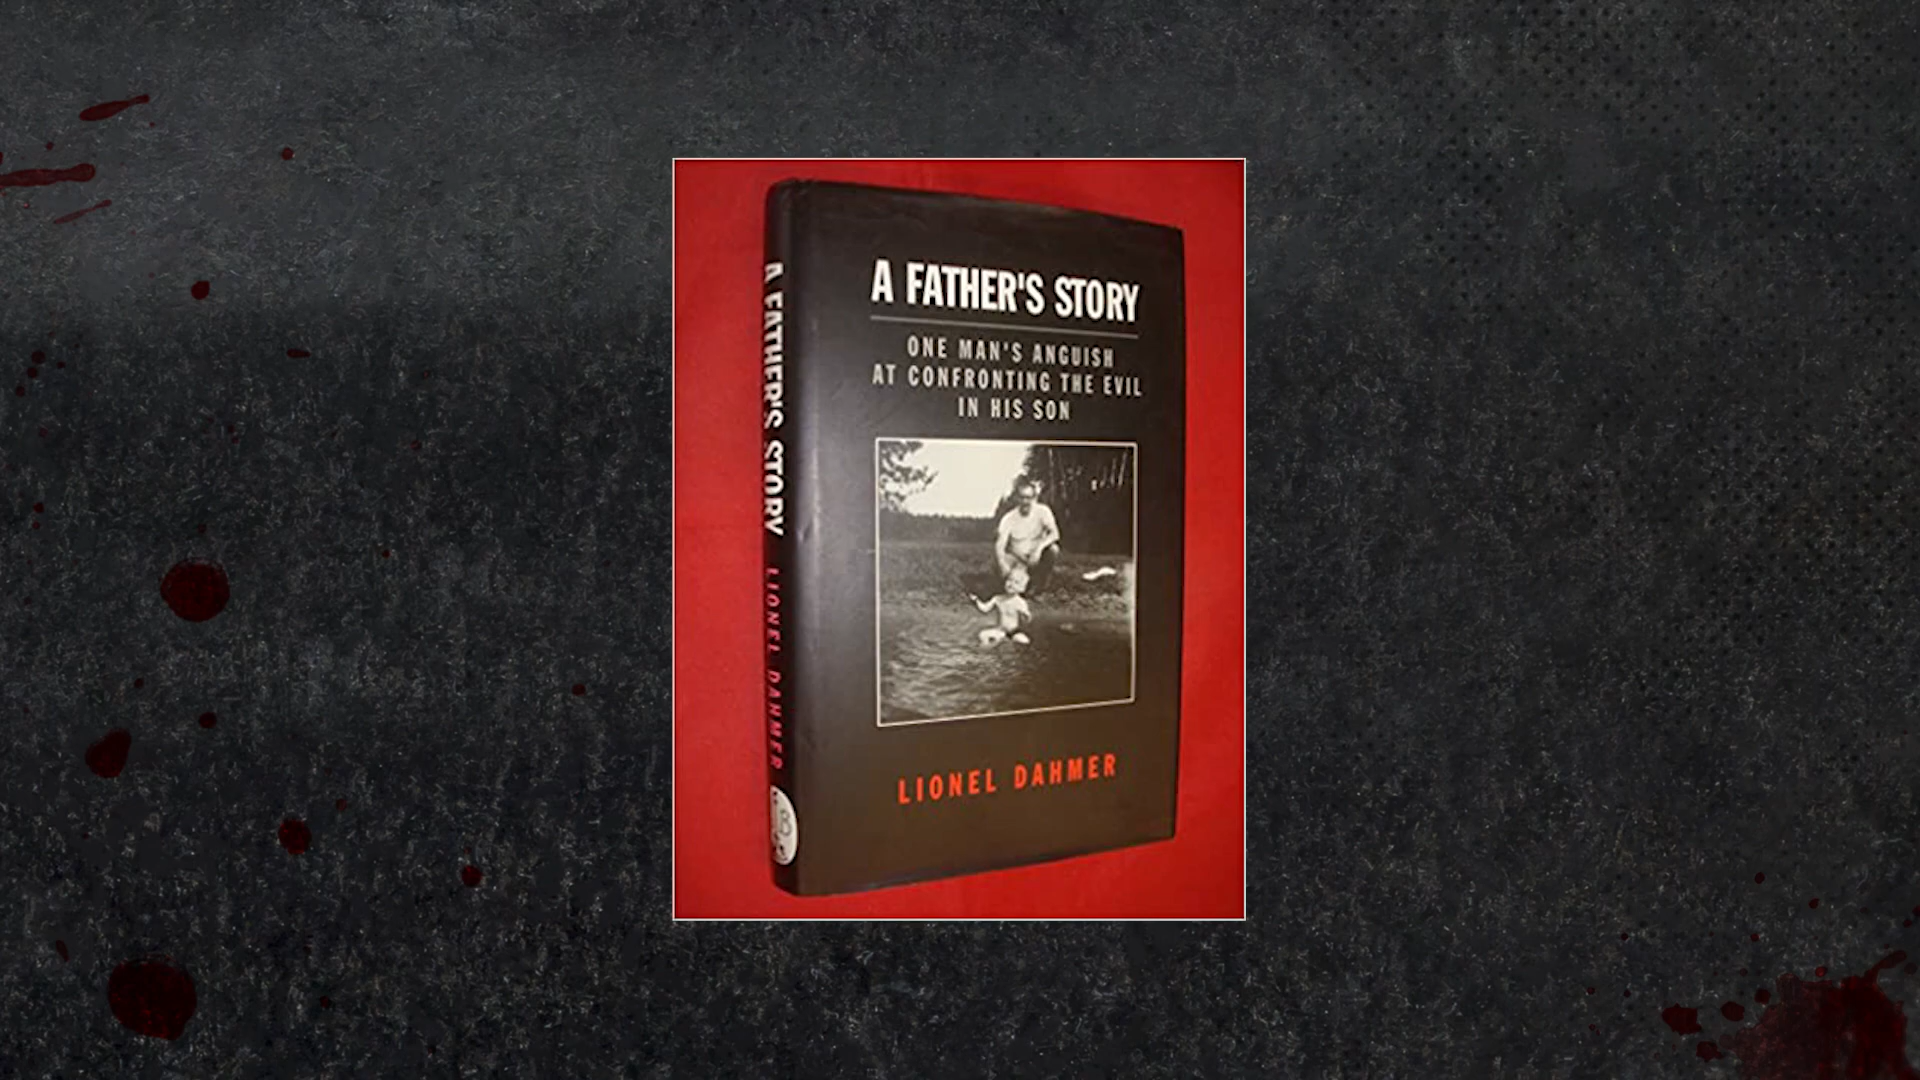 A FATHER'S STORY
ONE MAN'S ANGUISH
AT CONFRONTING THE EVIL
IN HIS SON
LIONEL DAHMER
A FATHER'S STORY LIONEL DAHMER